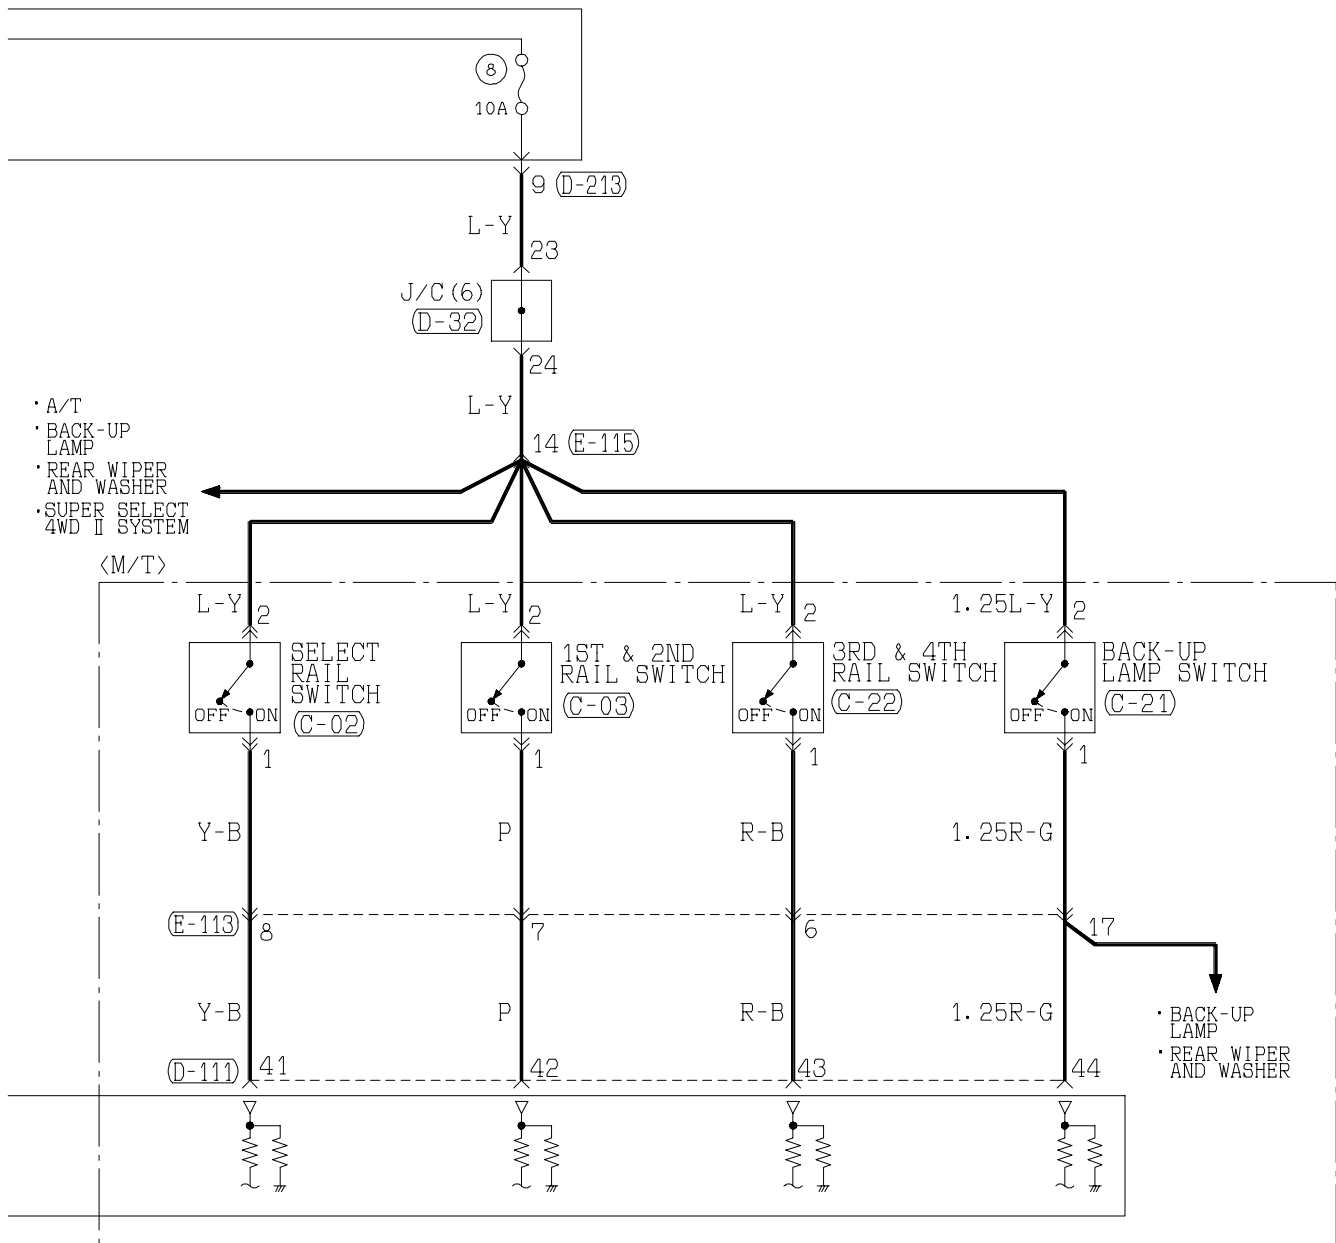 8
10A
9 (D-213)
L-Y
23
J/C(6)
(D-32)
24
L-Y
14 (E-115)
・A/T
・BACK-UP
LAMP
・REAR WIPER
AND WASHER
・SUPER SELECT
4WD Ⅱ SYSTEM
〈M/T〉
L-Y 2
L-Y 2
L-Y 2
1.25L-Y 2
SELECT
RAIL
SWITCH
(C-02)
OFF ON
1ST & 2ND
RAIL SWITCH
(C-03)
OFF ON
3RD & 4TH
RAIL SWITCH
(C-22)
OFF ON
BACK-UP
LAMP SWITCH
(C-21)
OFF ON
1
1
1
1
Y-B
P
R-B
1.25R-G
(E-113) 8
7
6
17
Y-B
P
R-B
1.25R-G
・BACK-UP
LAMP
・REAR WIPER
AND WASHER
(D-111) 41
42
43
44